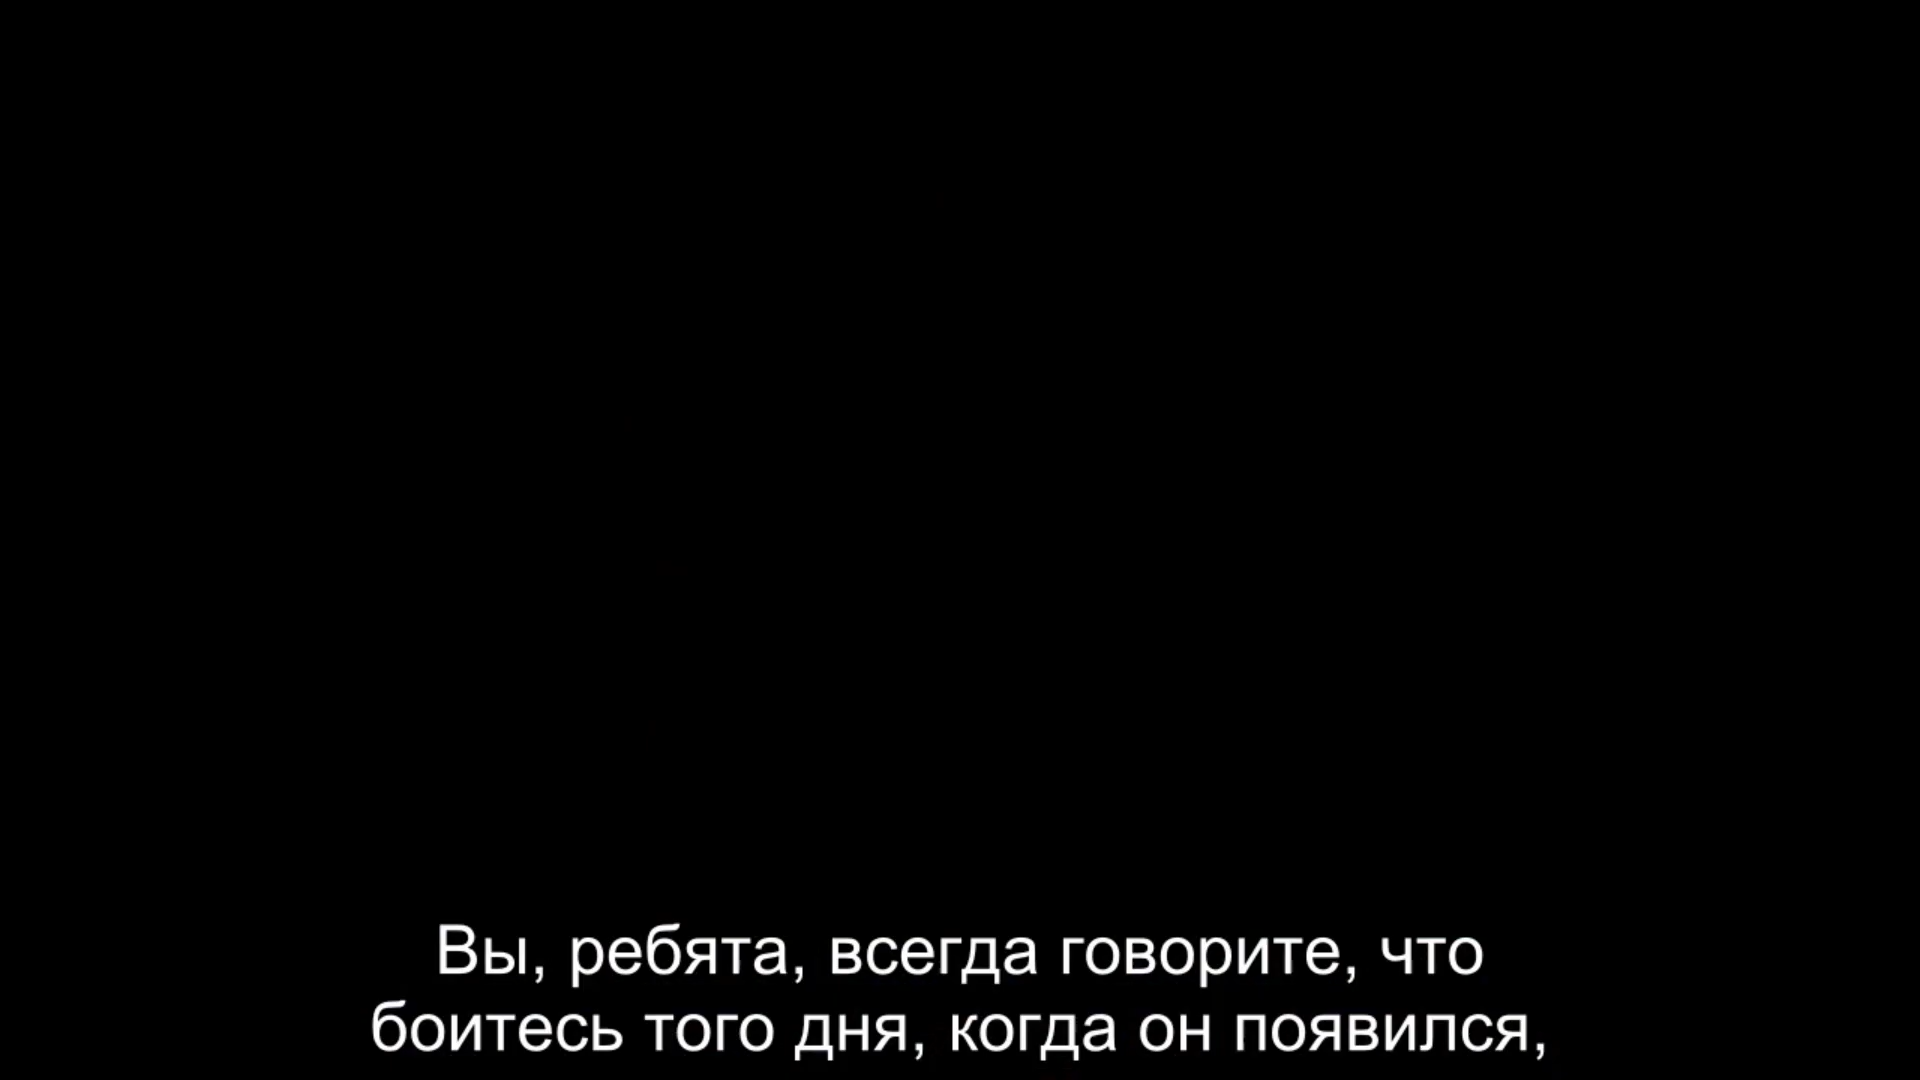 Вы, ребята, всегда говорите, что
боитесь того дня, когда он появился,